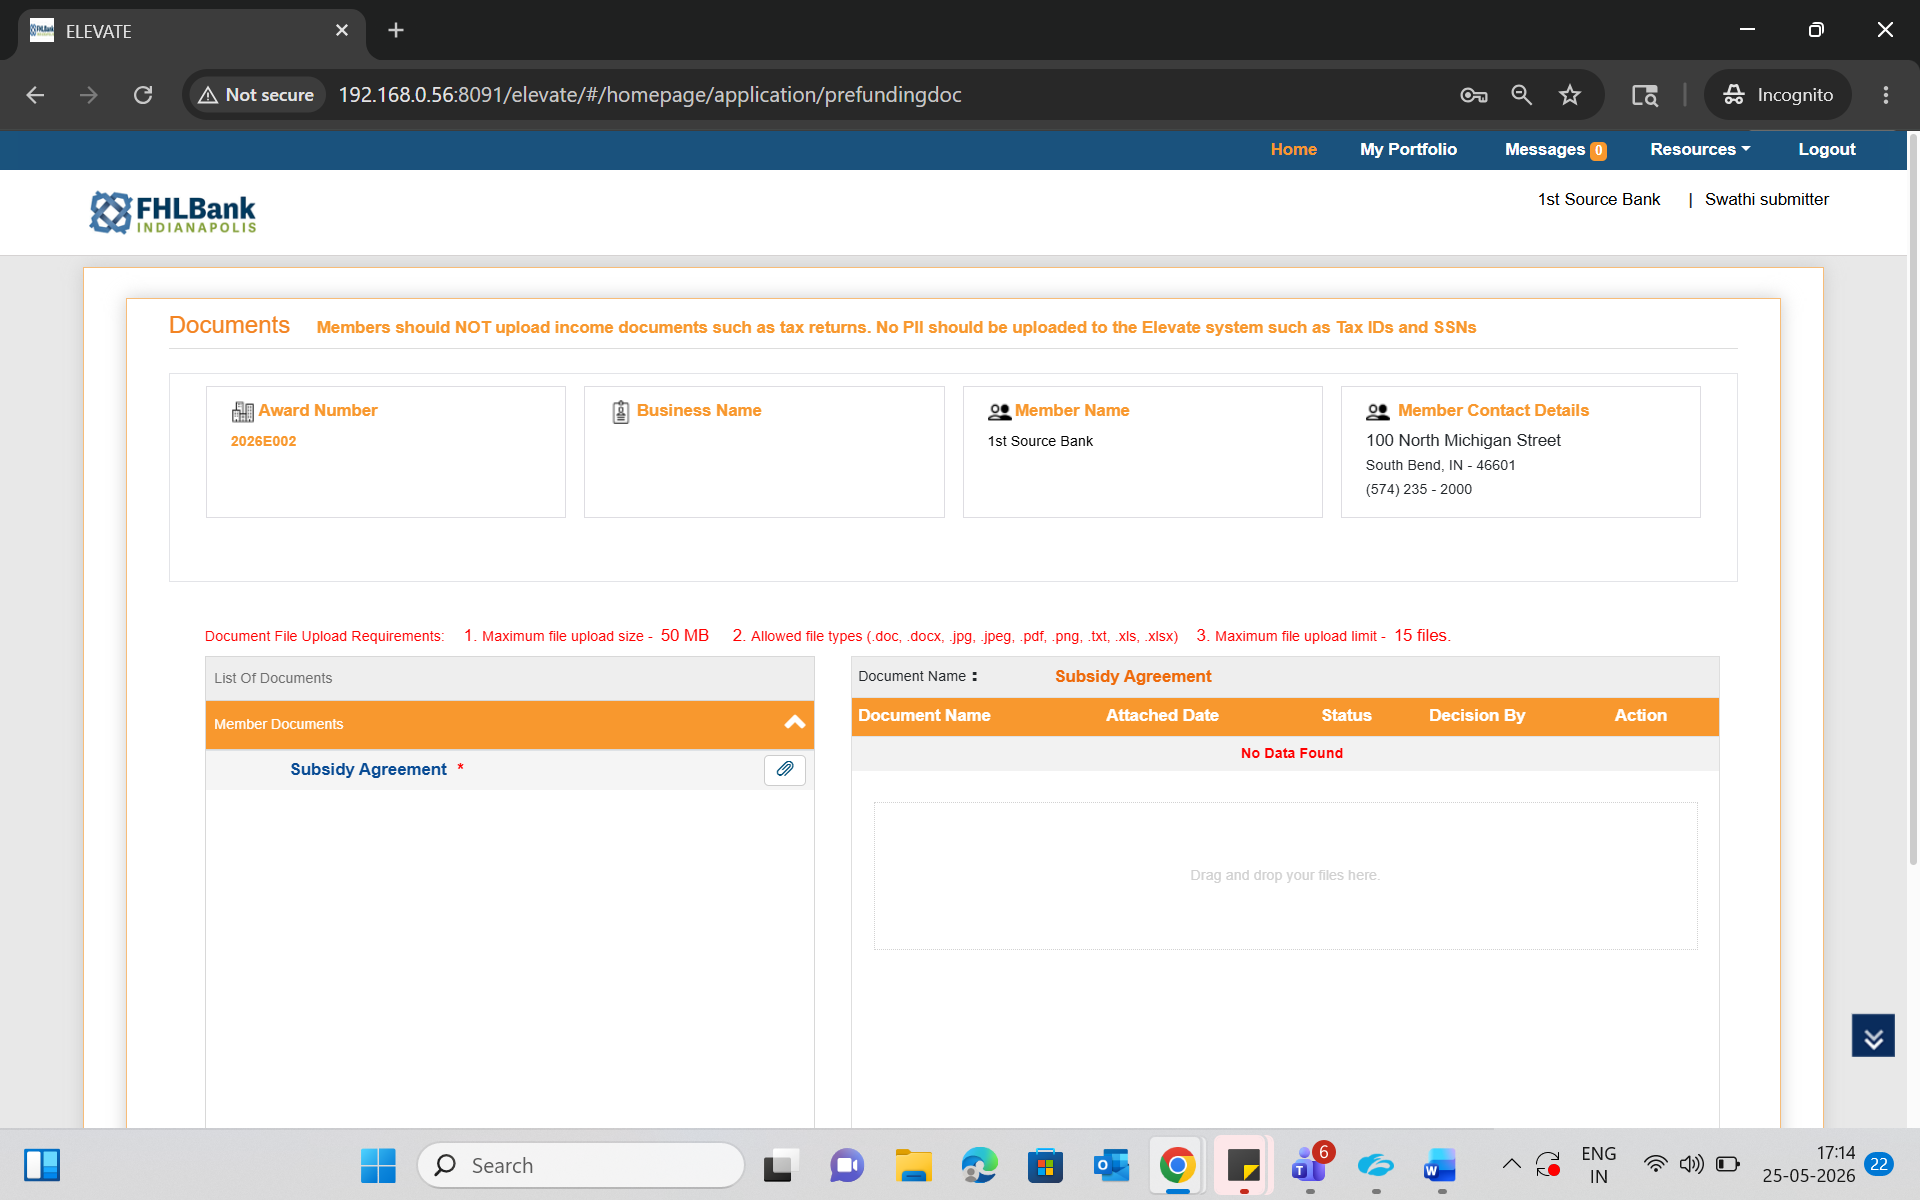 ELEVATE
Not secure 192.168.0.56:8091/elevate/#/homepage/application/prefundingdoc Incognito
Home My Portfolio Messages 0 Resources Logout
FHLBank
INDIANAPOLIS
1st Source Bank | Swathi submitter
Documents Members should NOT upload income documents such as tax returns. No PII should be uploaded to the Elevate system such as Tax IDs and SSNs
Award Number
2026E002
Business Name
Member Name
1st Source Bank
Member Contact Details
100 North Michigan Street
South Bend, IN - 46601
(574) 235 - 2000
Document File Upload Requirements: 1. Maximum file upload size - 50 MB 2. Allowed file types (.doc, .docx, .jpg, .jpeg, .pdf, .png, .txt, .xls, .xlsx) 3. Maximum file upload limit - 15 files.
List Of Documents
Member Documents
Subsidy Agreement *
Document Name : Subsidy Agreement
Document Name Attached Date Status Decision By Action
No Data Found
Drag and drop your files here.
Search
6
ENG
IN
17:14
25-05-2026
22